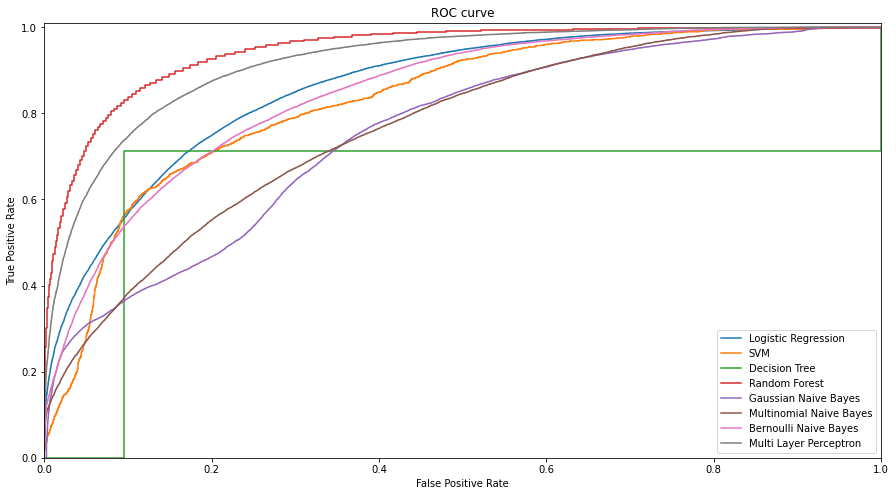 ROC curve
1.0
0.8
0.6
0.4
0.2
0.0
True Positive Rate
0.0 0.2 0.4 0.6 0.8 1.0
False Positive Rate
Logistic Regression
SVM
Decision Tree
Random Forest
Gaussian Naive Bayes
Multinomial Naive Bayes
Bernoulli Naive Bayes
Multi Layer Perceptron